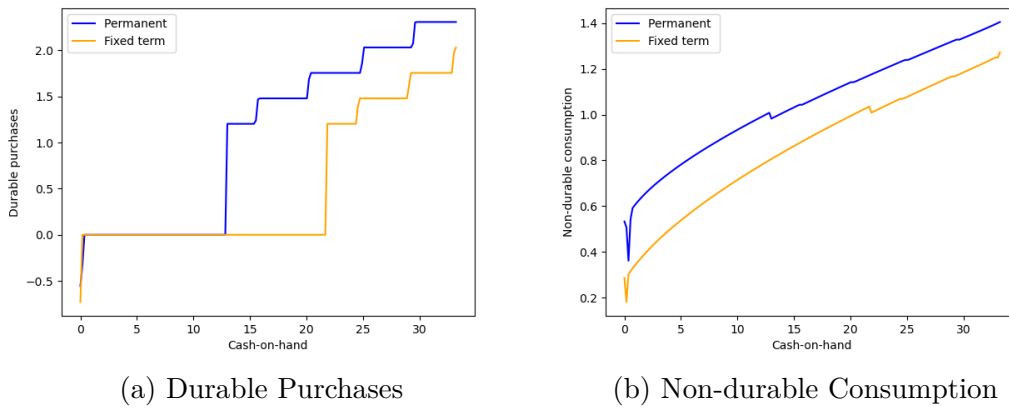 Permanent
Fixed term
2.0
1.5
1.0
0.5
0.0
−0.5
Durable purchases
0 5 10 15 20 25 30
Cash-on-hand
(a) Durable Purchases
Permanent
Fixed term
1.4
1.2
1.0
0.8
0.6
0.4
0.2
Non-durable consumption
0 5 10 15 20 25 30
Cash-on-hand
(b) Non-durable Consumption